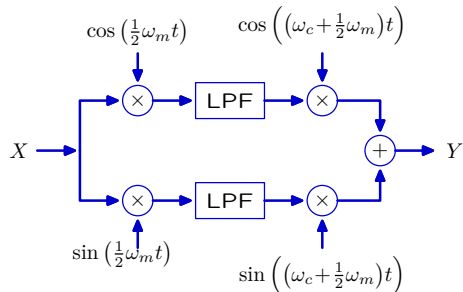 cos (½ω_m t)
cos ((ω_c + ½ω_m)t)
× LPF ×
X + Y
× LPF ×
sin (½ω_m t)
sin ((ω_c + ½ω_m)t)